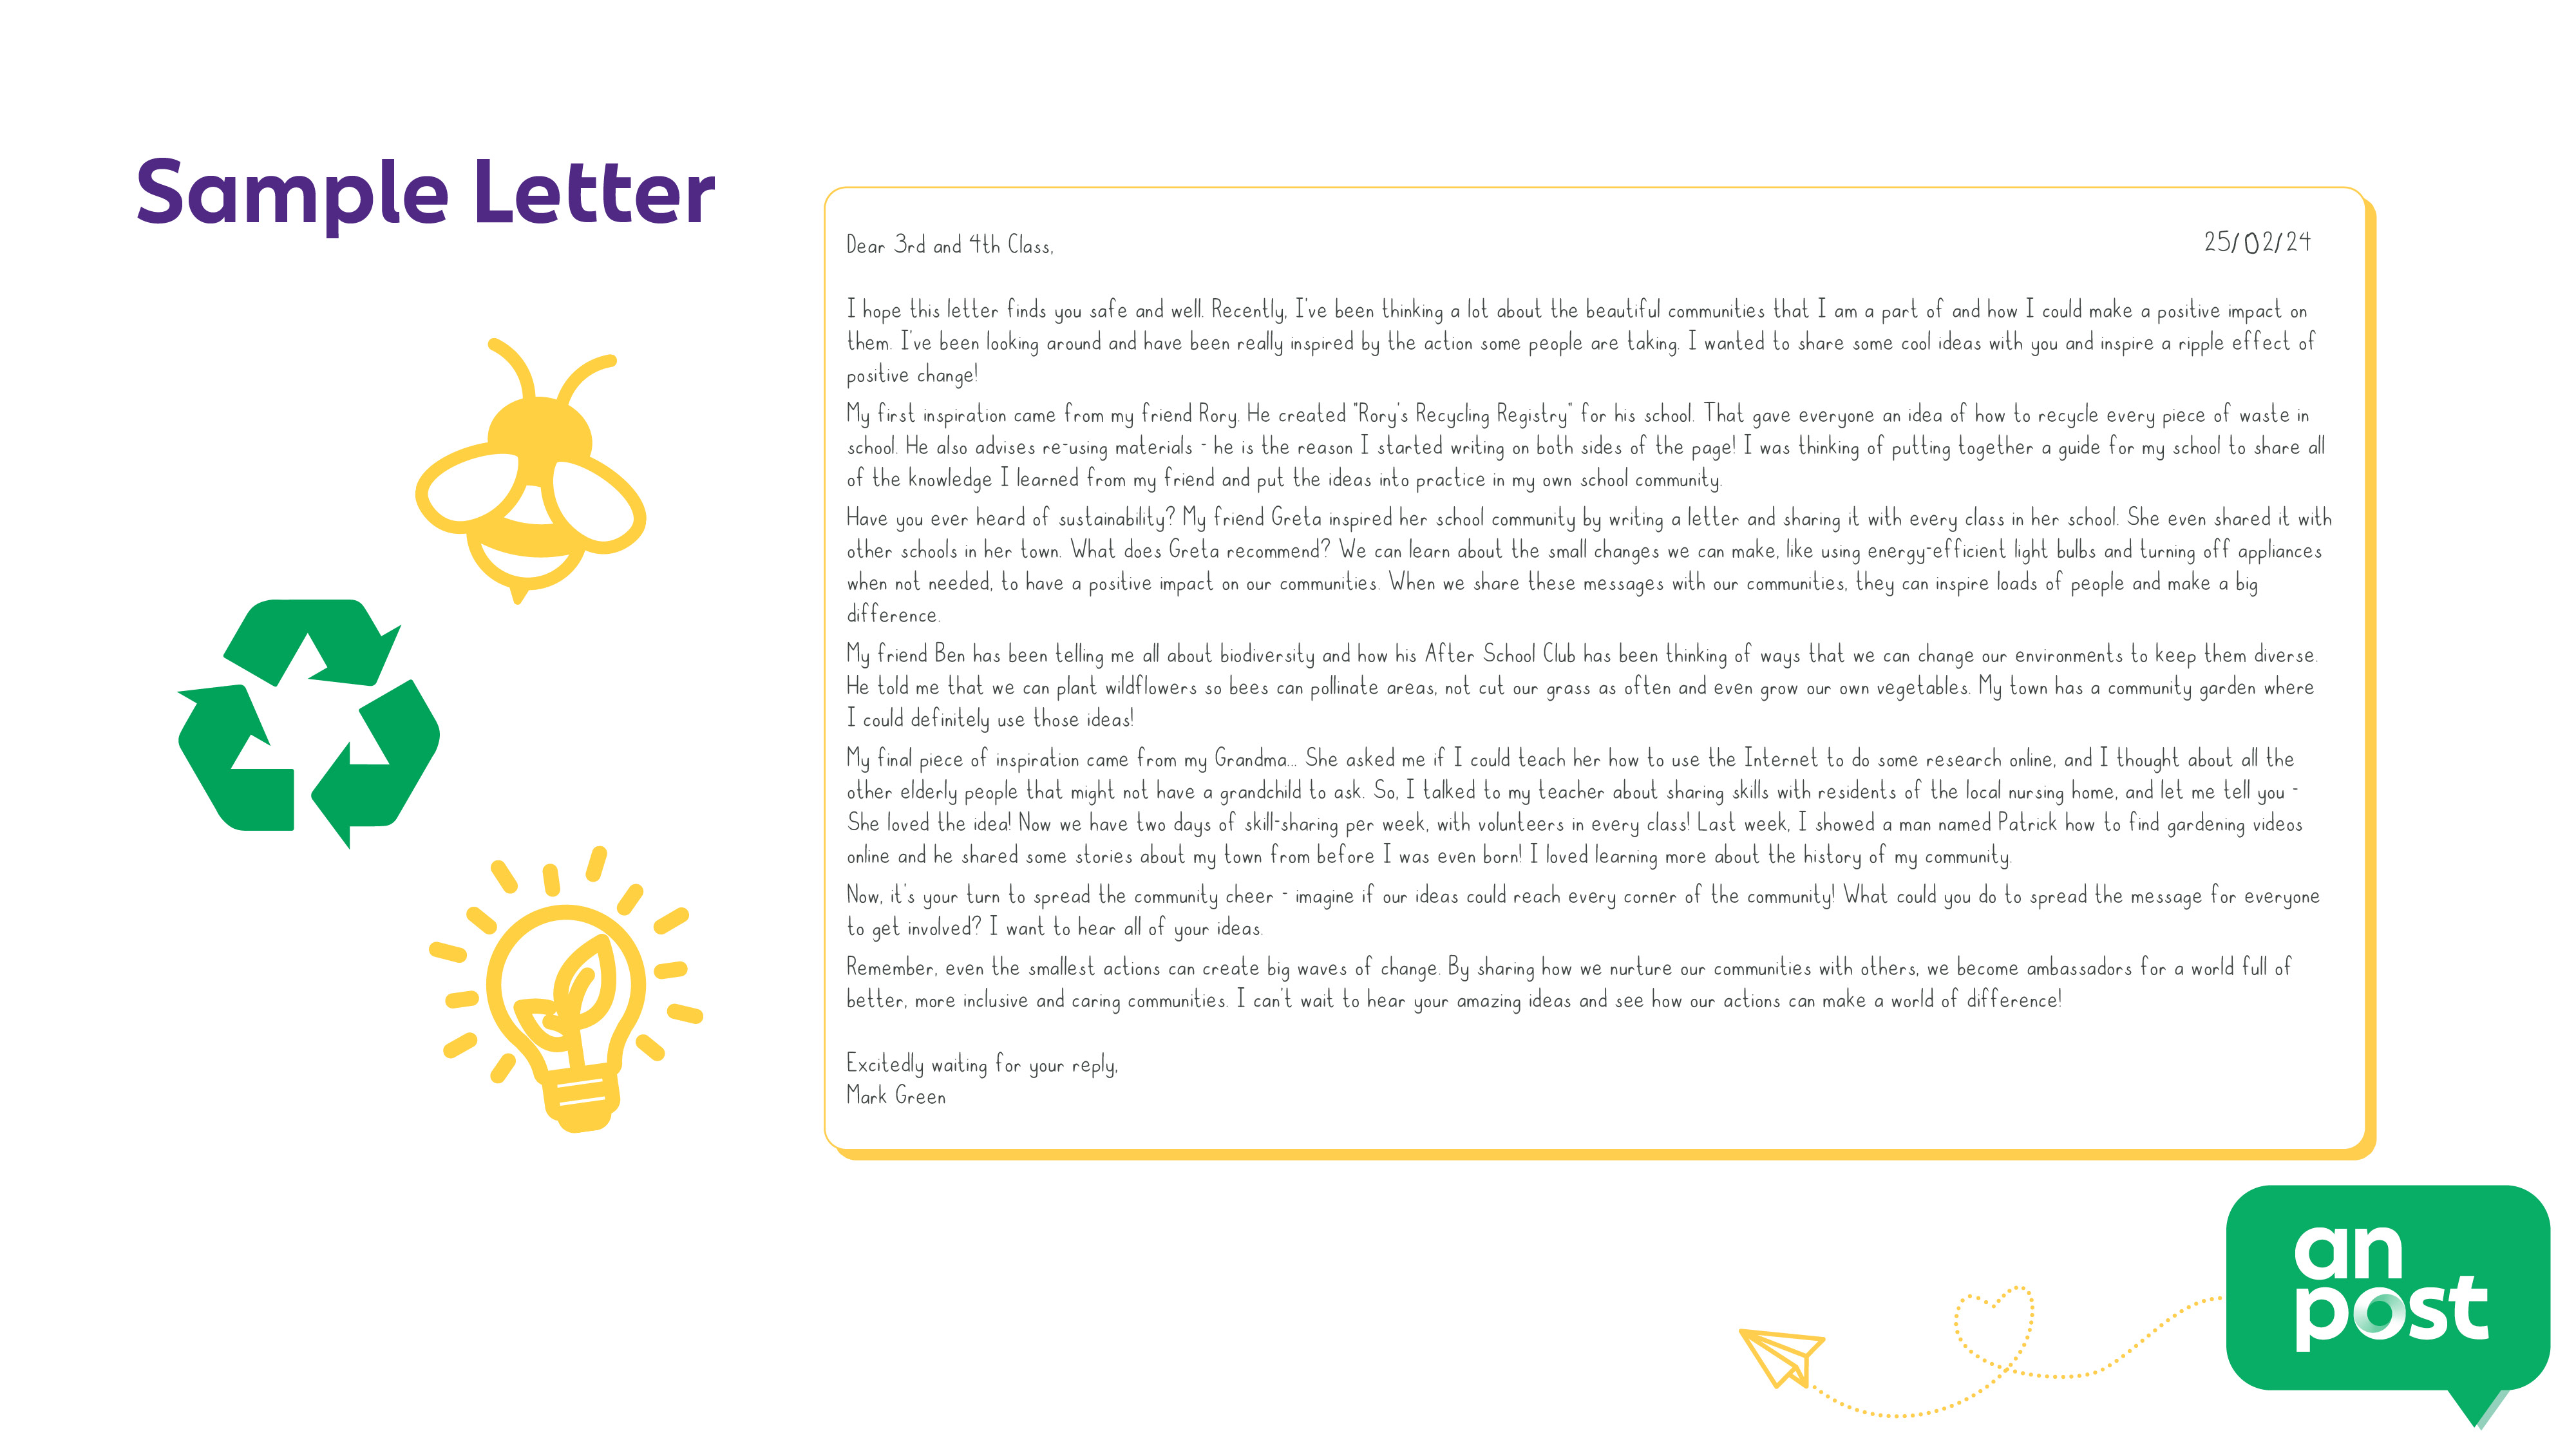 Sample Letter
Dear 3rd and 4th Class,
25/02/24
I hope this letter finds you safe and well. Recently, I've been thinking a lot about the beautiful communities that I am a part of and how I could make a positive impact on
them. I've been looking around and have been really inspired by the action some people are taking. I wanted to share some cool ideas with you and inspire a ripple effect of
positive change!
My first inspiration came from my friend Rory. He created "Rory's Recycling Registry" for his school. That gave everyone an idea of how to recycle every piece of waste in
school. He also advises re-using materials - he is the reason I started writing on both sides of the page! I was thinking of putting together a guide for my school to share all
of the knowledge I learned from my friend and put the ideas into practice in my own school community.
Have you ever heard of sustainability? My friend Greta inspired her school community by writing a letter and sharing it with every class in her school. She even shared it with
other schools in her town. What does Greta recommend? We can learn about the small changes we can make, like using energy-efficient light bulbs and turning off appliances
when not needed, to have a positive impact on our communities. When we share these messages with our communities, they can inspire loads of people and make a big
difference.
My friend Ben has been telling me all about biodiversity and how his After School Club has been thinking of ways that we can change our environments to keep them diverse.
He told me that we can plant wildflowers so bees can pollinate areas, not cut our grass as often and even grow our own vegetables. My town has a community garden where
I could definitely use those ideas!
My final piece of inspiration came from my Grandma... She asked me if I could teach her how to use the Internet to do some research online, and I thought about all the
other elderly people that might not have a grandchild to ask. So, I talked to my teacher about sharing skills with residents of the local nursing home, and let me tell you -
She loved the idea! Now we have two days of skill-sharing per week, with volunteers in every class! Last week, I showed a man named Patrick how to find gardening videos
online and he shared some stories about my town from before I was even born! I loved learning more about the history of my community.
Now, it's your turn to spread the community cheer - imagine if our ideas could reach every corner of the community! What could you do to spread the message for everyone
to get involved? I want to hear all of your ideas.
Remember, even the smallest actions can create big waves of change. By sharing how we nurture our communities with others, we become ambassadors for a world full of
better, more inclusive and caring communities. I can't wait to hear your amazing ideas and see how our actions can make a world of difference!
Excitedly waiting for your reply,
Mark Green
an
post